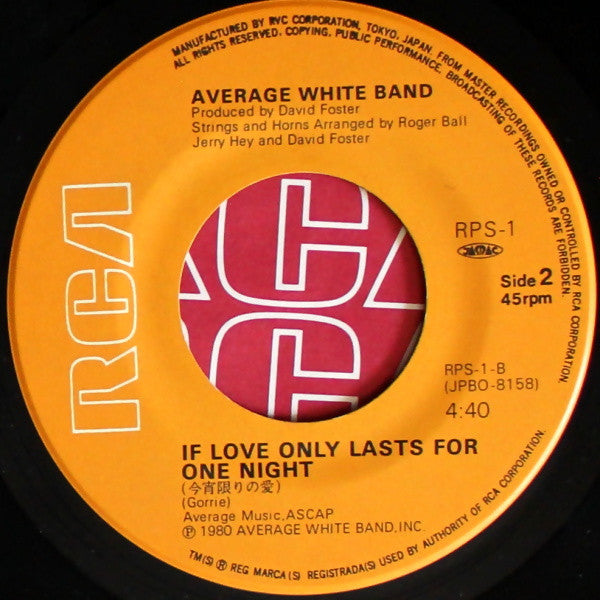 MANUFACTURED BY RVC CORPORATION, TOKYO, JAPAN. FROM MASTER RECORDINGS OWNED OR CONTROLLED BY RCA CORPORATION.
ALL RIGHTS RESERVED. COPYING, PUBLIC PERFORMANCE, BROADCASTING OF THESE RECORDS ARE FORBIDDEN.
AVERAGE WHITE BAND
Produced by David Foster
Strings and Horns Arranged by Roger Ball
Jerry Hey and David Foster
RCA
RPS-1
JASRAC
Side 2
45rpm
RPS-1-B
(JPBO-8158)
4:40
IF LOVE ONLY LASTS FOR
ONE NIGHT
(今宵限りの愛)
(Gorrie)
Average Music,ASCAP
Ⓟ 1980 AVERAGE WHITE BAND,INC.
TM(S) ® REG MARCA(S) REGISTRADA(S) USED BY AUTHORITY OF RCA CORPORATION.